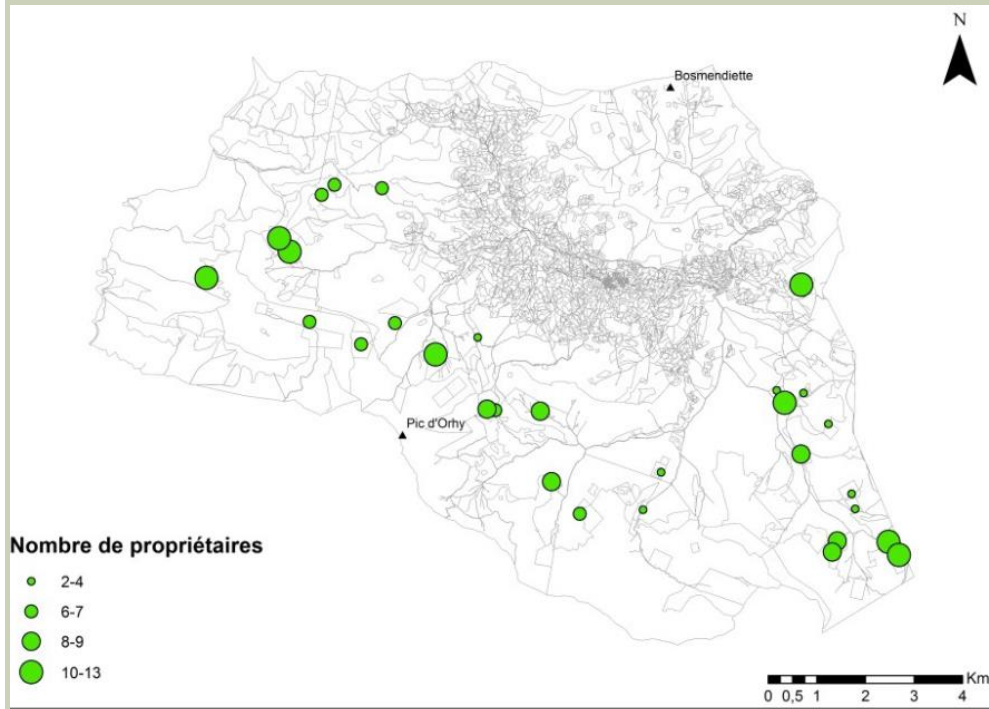 N
Bosmendiette
Pic d'Orhy
Nombre de propriétaires
2-4
6-7
8-9
10-13
Km
0 0,5 1 2 3 4